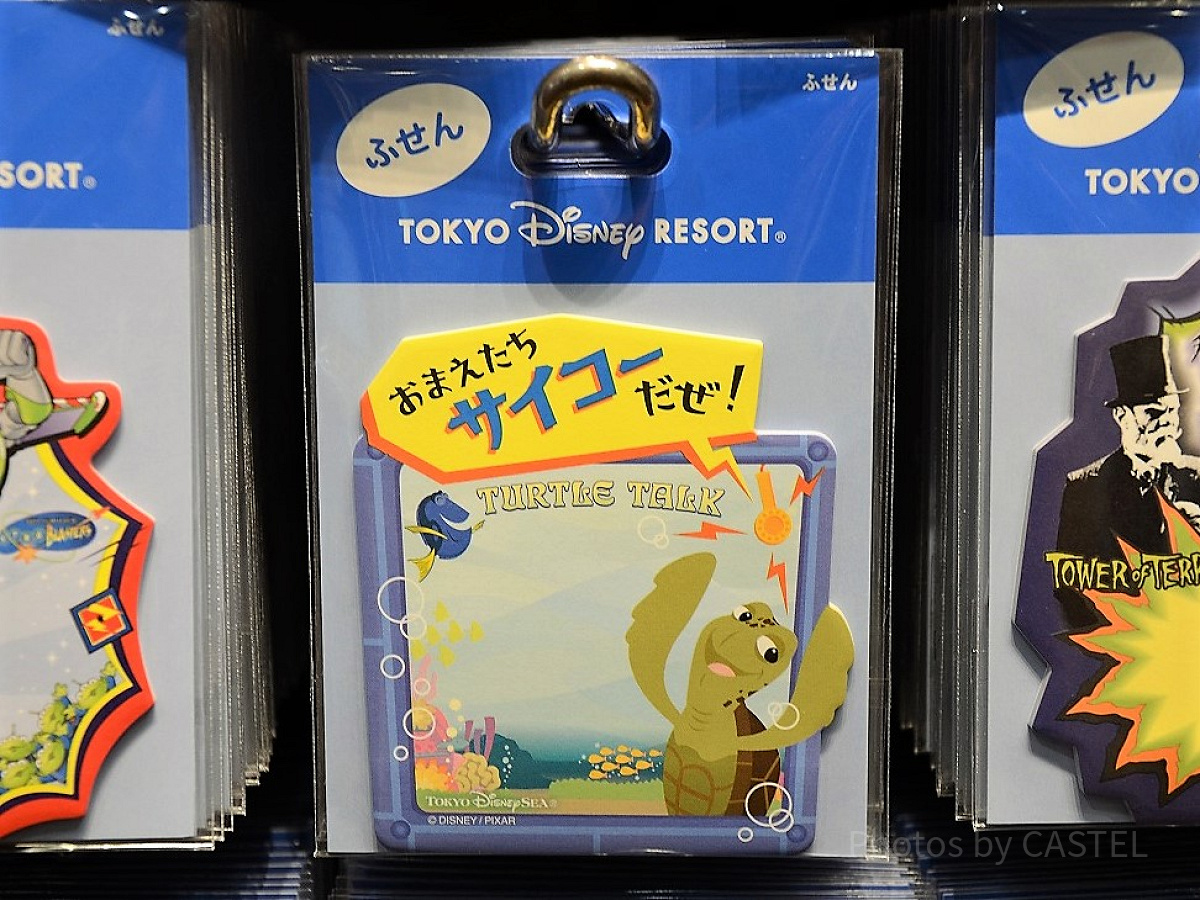 ふせん
SORT®
ふせん
ふせん
TOKYO Disney RESORT®
おまえたち
サイコー
だぜ!
TURTLE TALK
TOKYO DisneySEA®
© DISNEY / PIXAR
ふせん
TOKYO
TOWER OF TERR
Photos by CASTEL